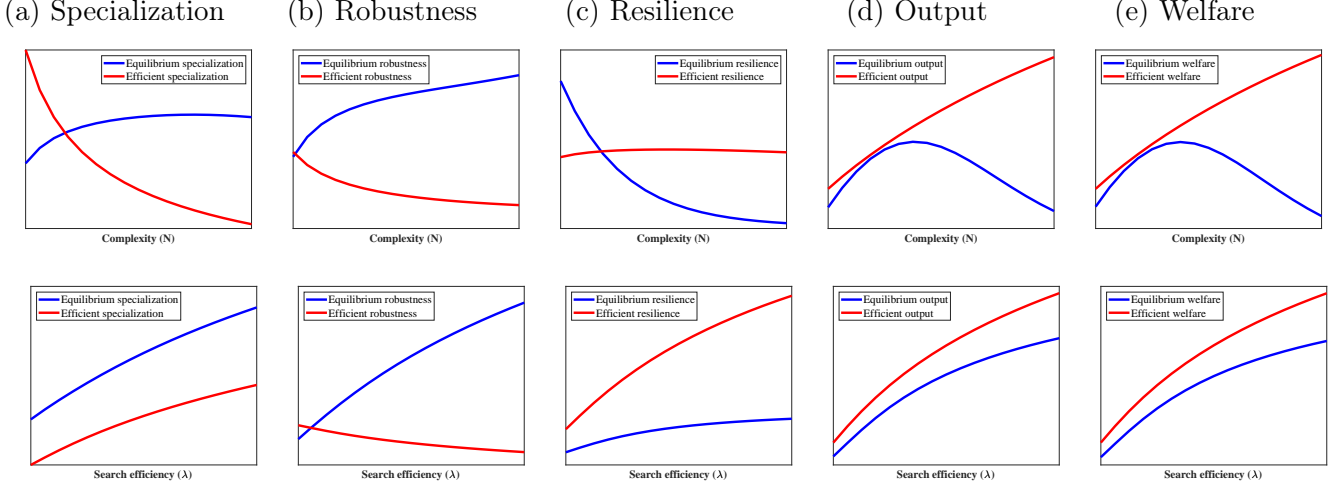 (a) Specialization
(b) Robustness
(c) Resilience
(d) Output
(e) Welfare
Equilibrium specialization
Efficient specialization
Complexity (N)
Equilibrium robustness
Efficient robustness
Complexity (N)
Equilibrium resilience
Efficient resilience
Complexity (N)
Equilibrium output
Efficient output
Complexity (N)
Equilibrium welfare
Efficient welfare
Complexity (N)
Equilibrium specialization
Efficient specialization
Search efficiency (λ)
Equilibrium robustness
Efficient robustness
Search efficiency (λ)
Equilibrium resilience
Efficient resilience
Search efficiency (λ)
Equilibrium output
Efficient output
Search efficiency (λ)
Equilibrium welfare
Efficient welfare
Search efficiency (λ)